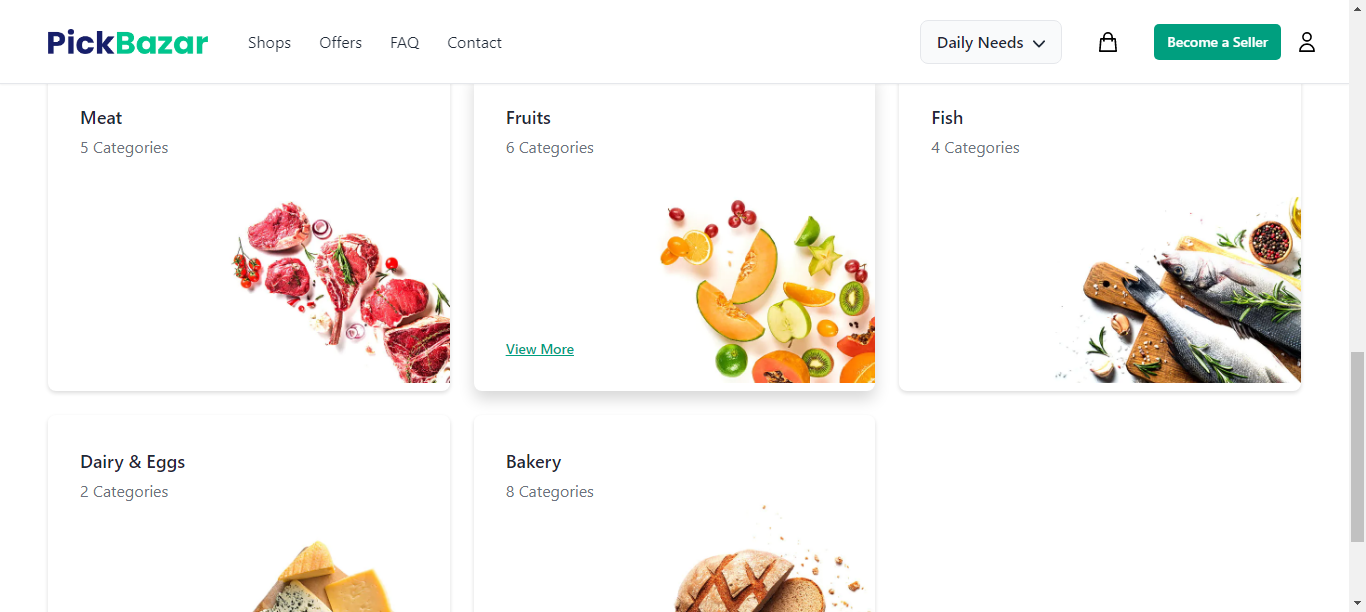 PickBazar Shops Offers FAQ Contact Daily Needs Become a Seller
Meat Fruits Fish
5 Categories 6 Categories 4 Categories
View More
Dairy & Eggs Bakery
2 Categories 8 Categories